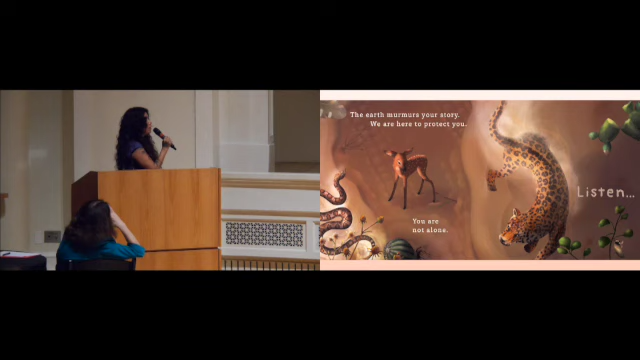 The earth murmurs your story.
We are here to protect you.
Listen...
You are
not alone.